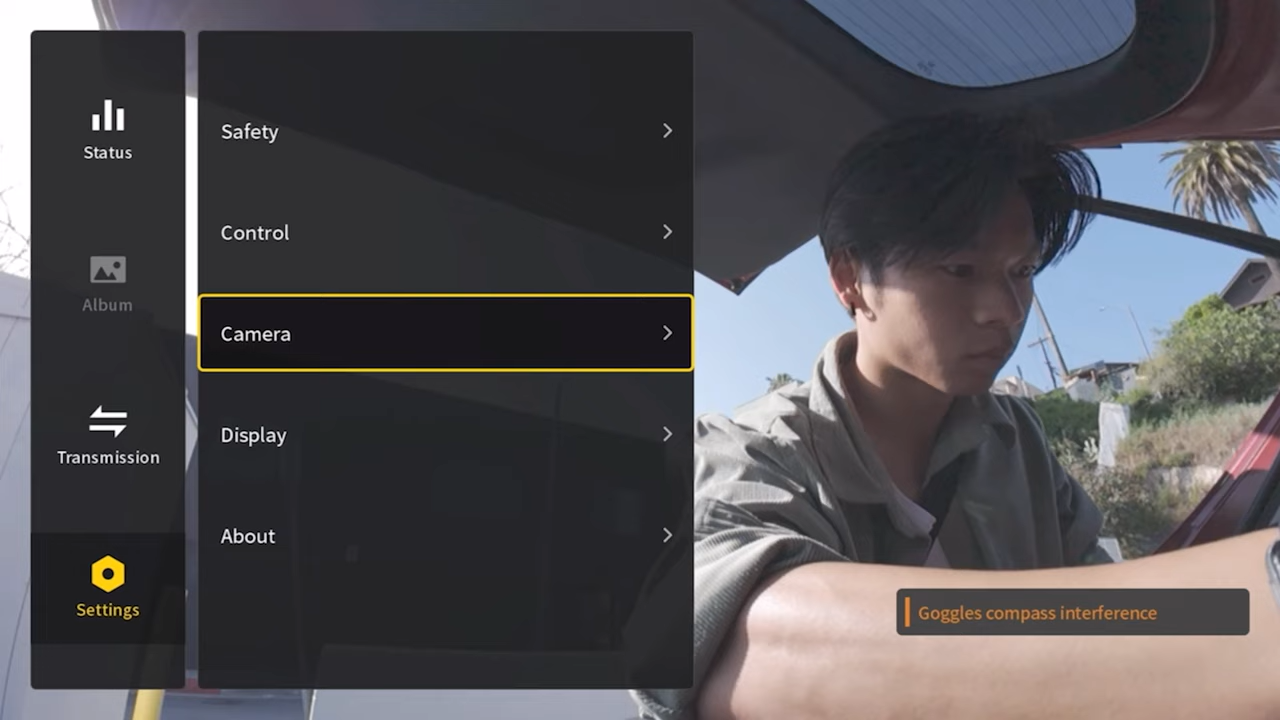 Status
Album
Transmission
Settings
Safety
Control
Camera
Display
About
Goggles compass interference